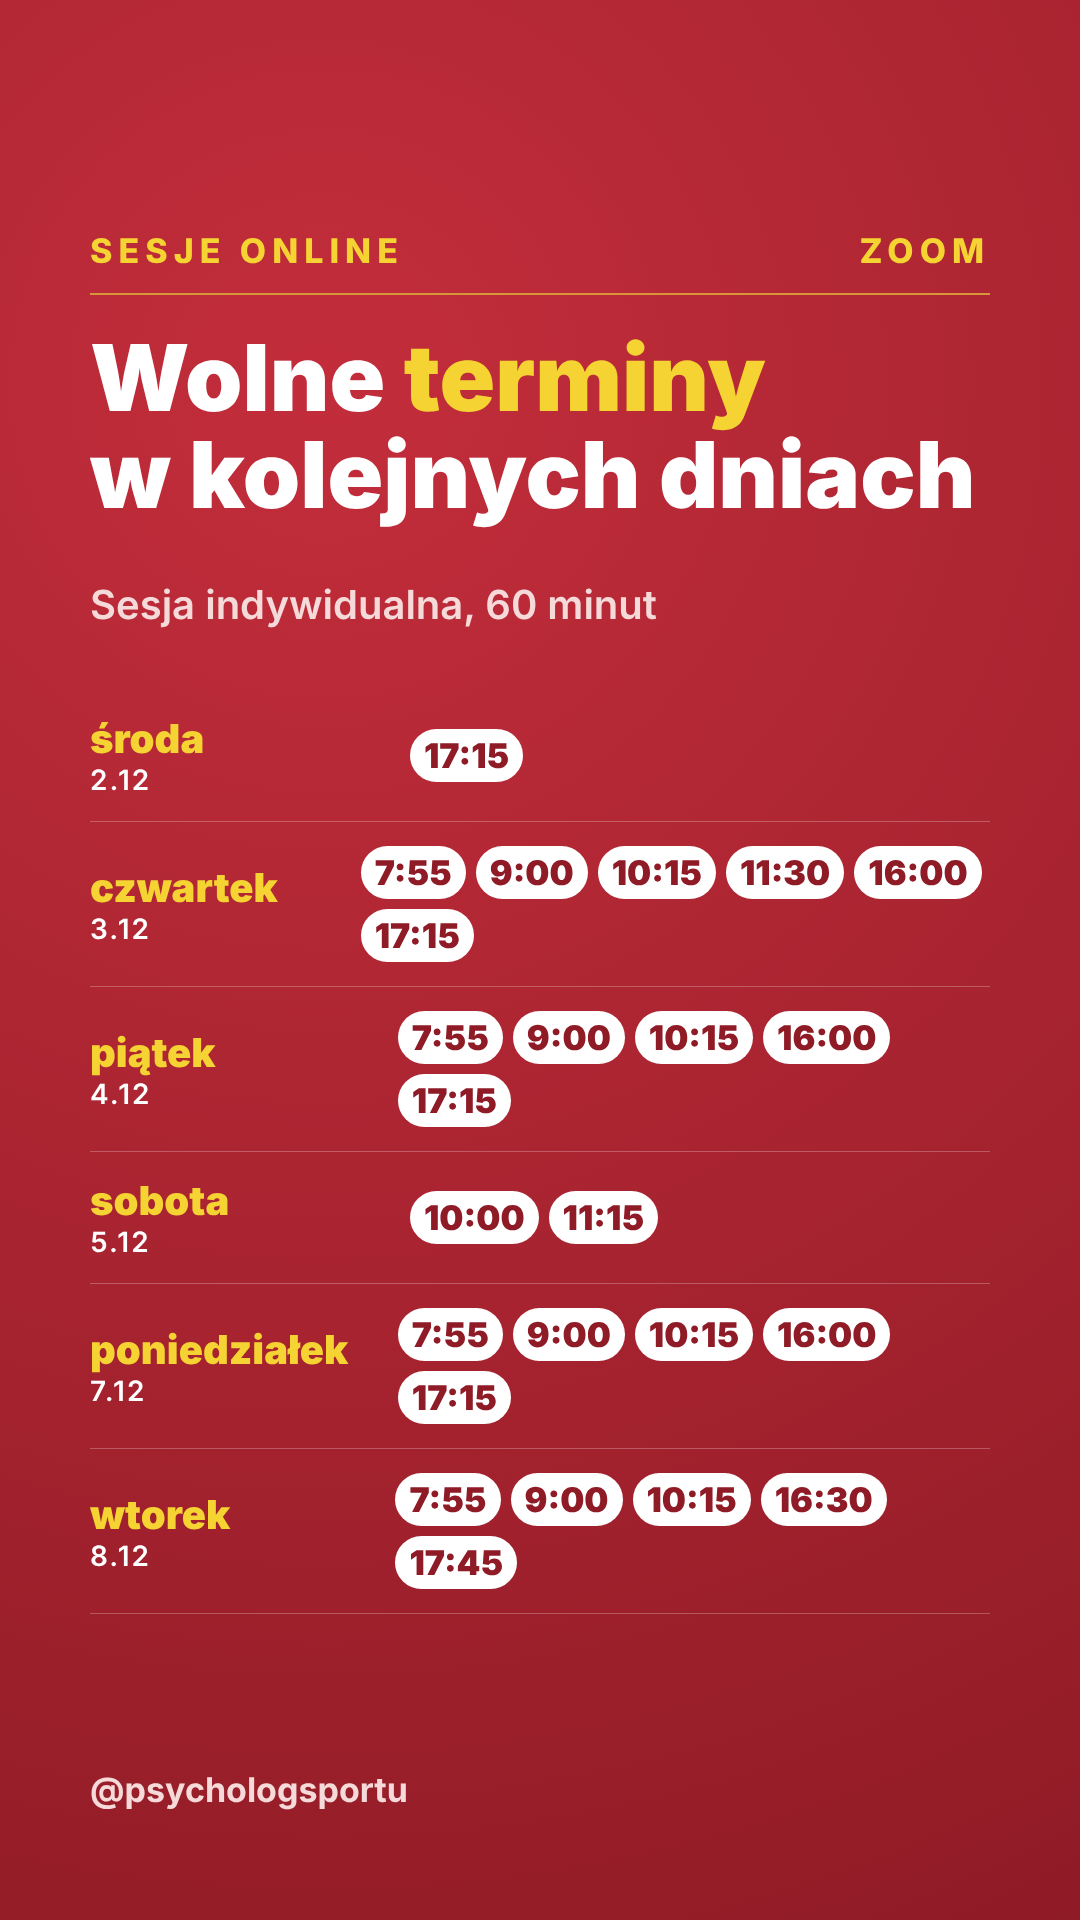 SESJE ONLINE ZOOM
Wolne terminy
w kolejnych dniach
Sesja indywidualna, 60 minut
środa
2.12
17:15
czwartek
3.12
7:55 9:00 10:15 11:30 16:00
17:15
piątek
4.12
7:55 9:00 10:15 16:00
17:15
sobota
5.12
10:00 11:15
poniedziałek
7.12
7:55 9:00 10:15 16:00
17:15
wtorek
8.12
7:55 9:00 10:15 16:30
17:45
@psychologsportu